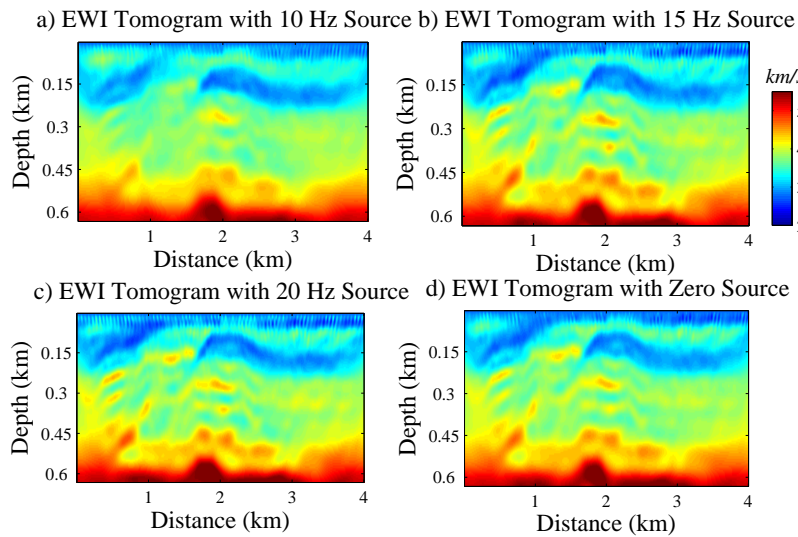 a) EWI Tomogram with 10 Hz Source
b) EWI Tomogram with 15 Hz Source
Depth (km)
0.15
0.3
0.45
0.6
1
2
3
4
Distance (km)
Depth (km)
0.15
0.3
0.45
0.6
1
2
3
4
Distance (km)
km/
c) EWI Tomogram with 20 Hz Source
d) EWI Tomogram with Zero Source
Depth (km)
0.15
0.3
0.45
0.6
1
2
3
4
Distance (km)
Depth (km)
0.15
0.3
0.45
0.6
1
2
3
4
Distance (km)